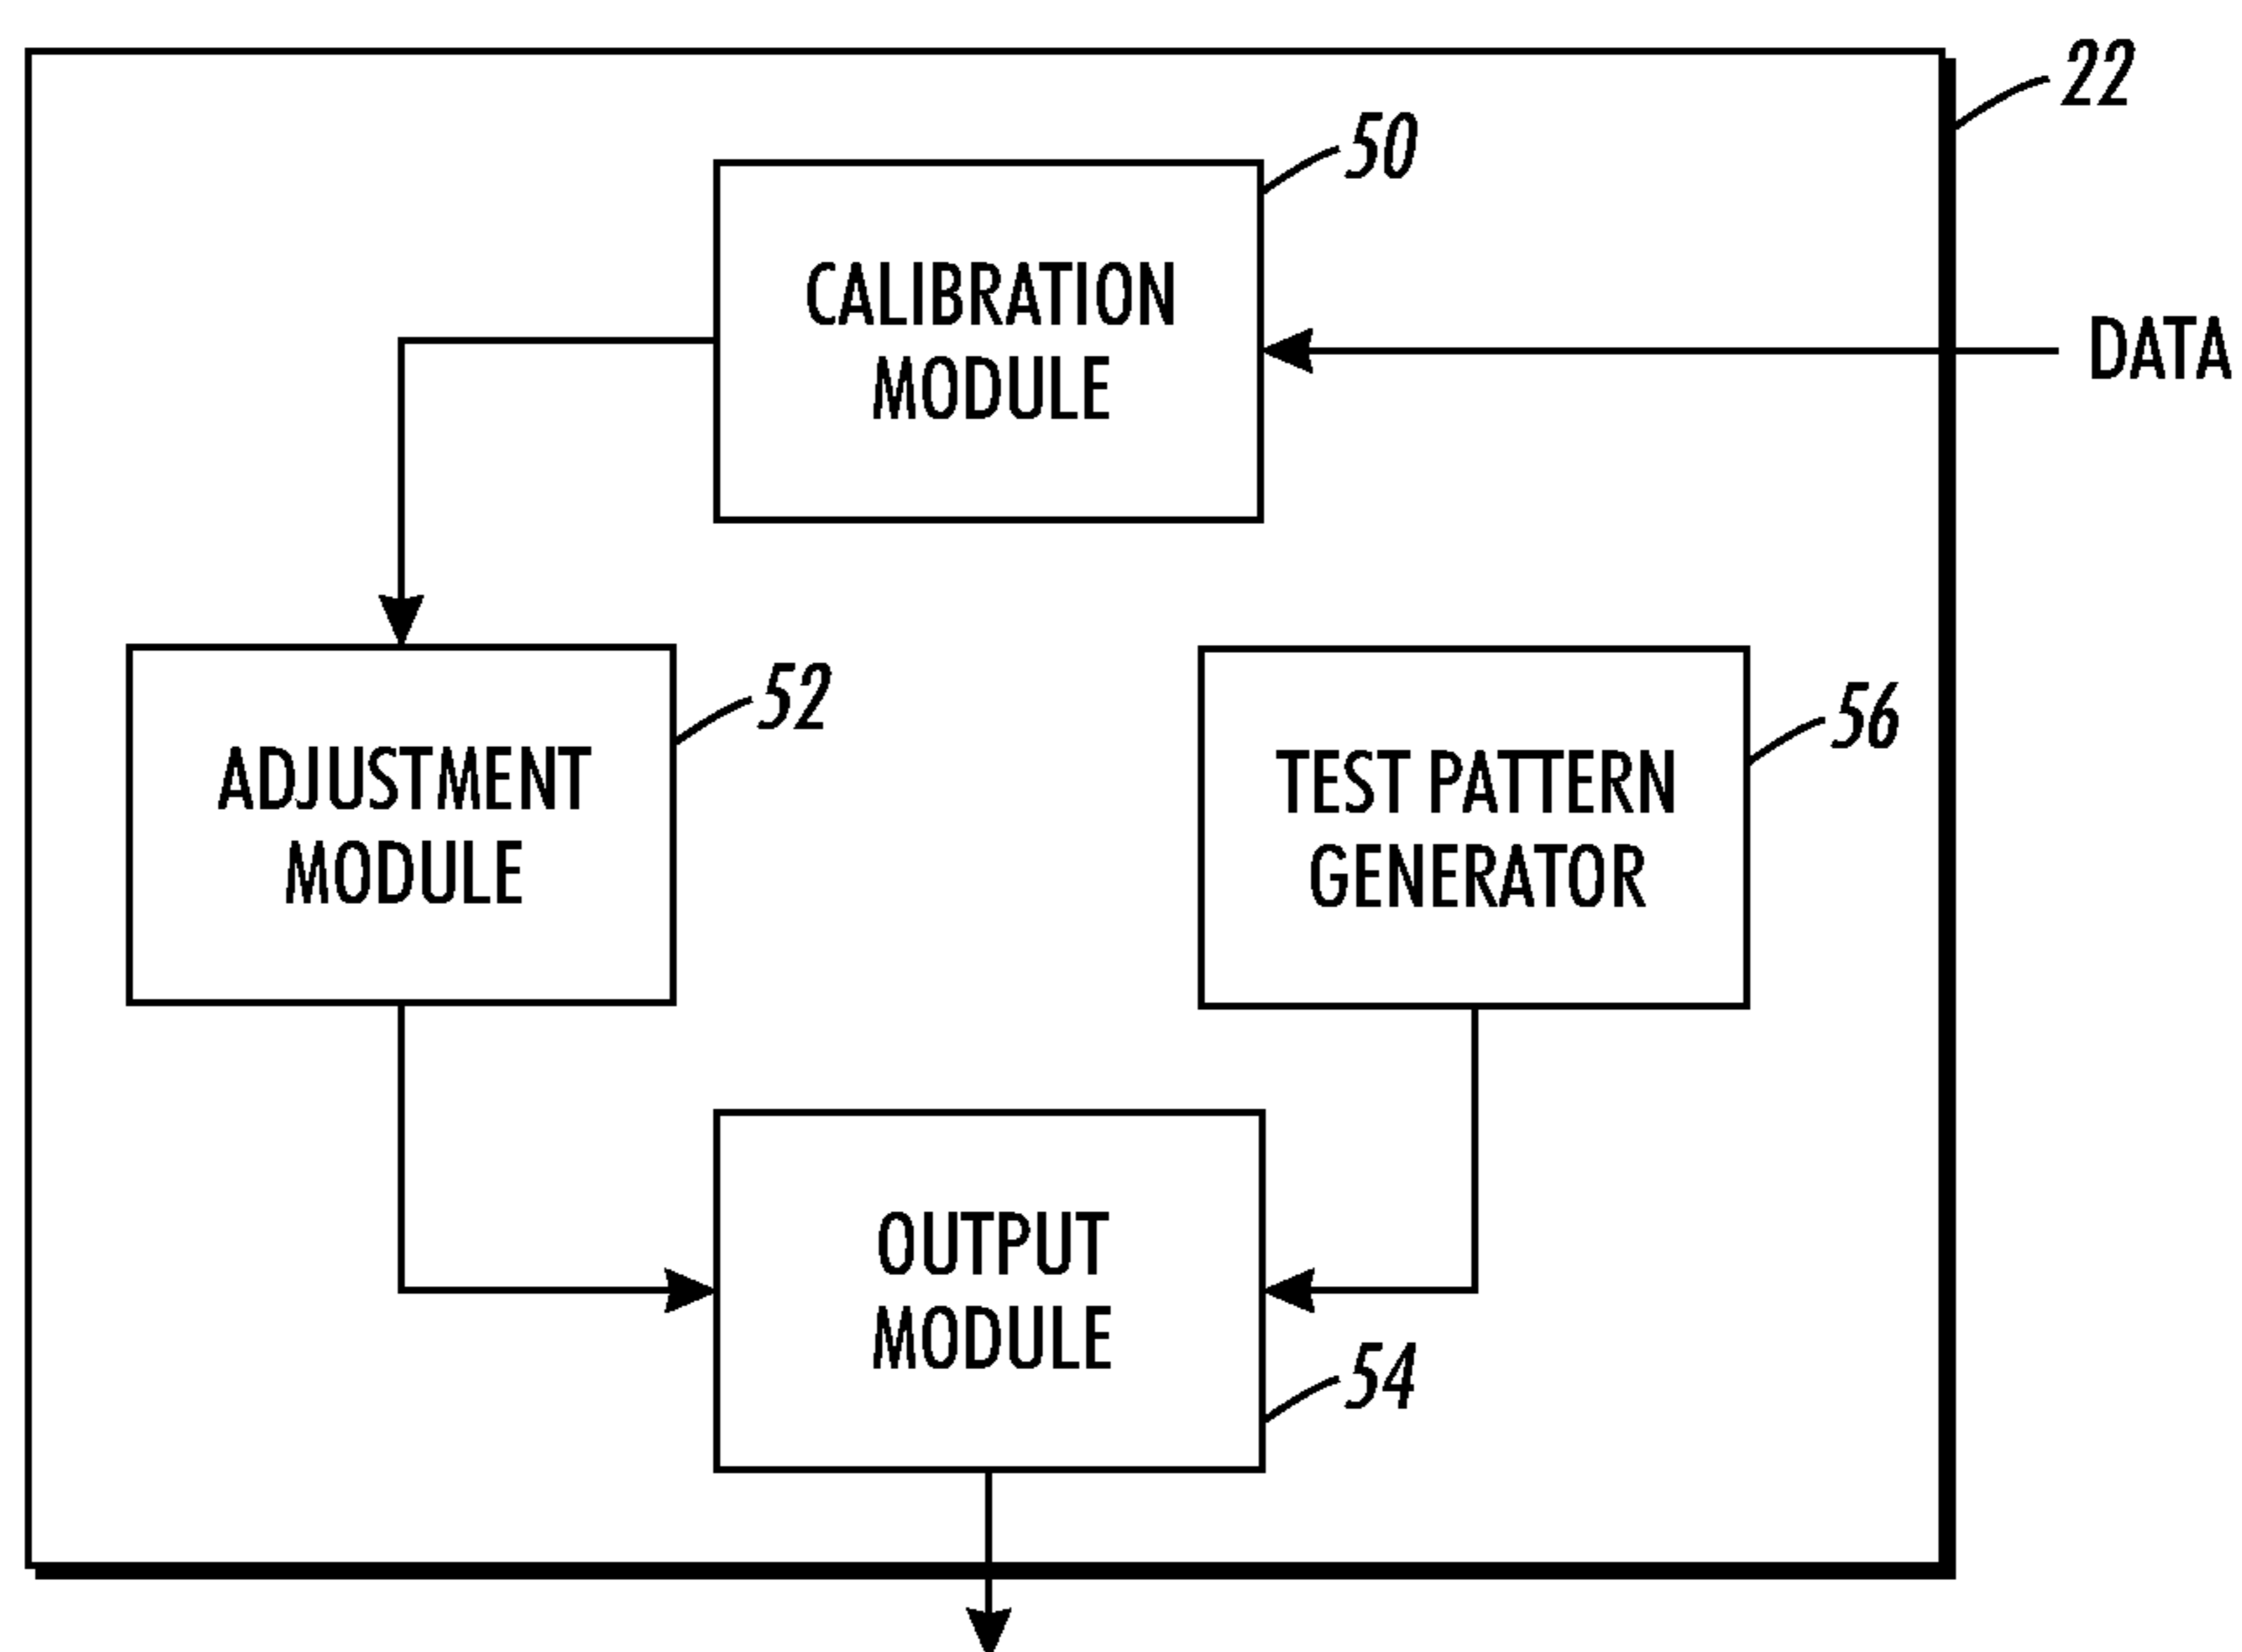 22
50
CALIBRATION
MODULE
DATA
52
ADJUSTMENT
MODULE
56
TEST PATTERN
GENERATOR
OUTPUT
MODULE
54